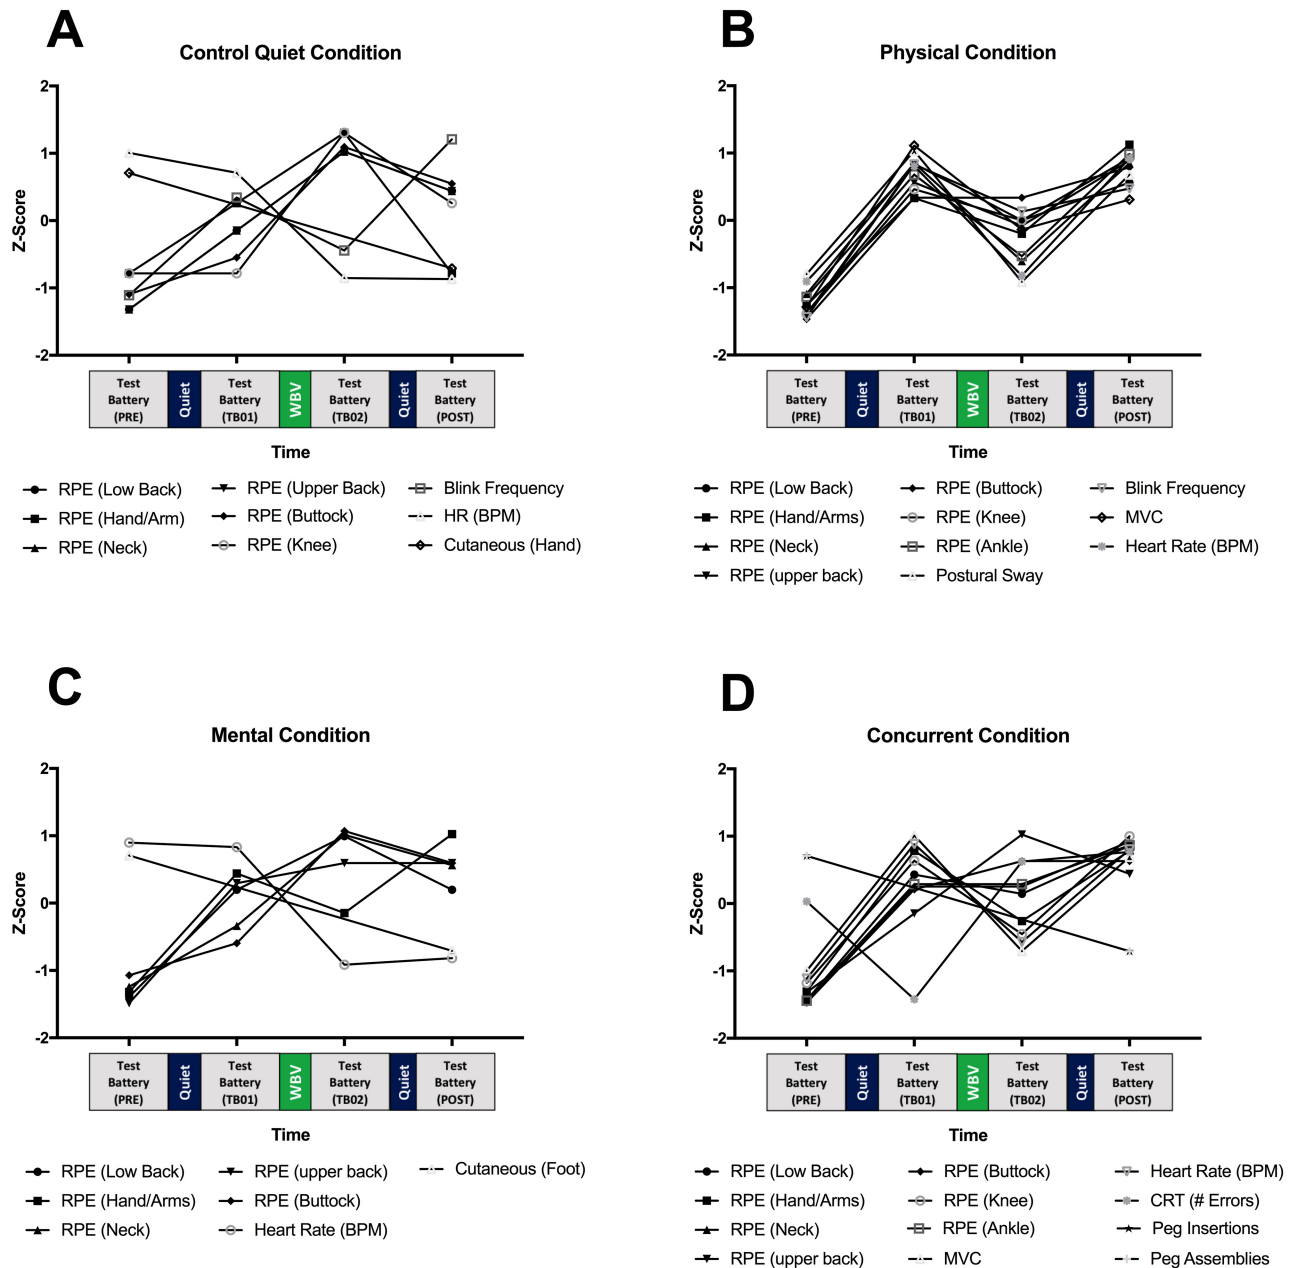 A
Control Quiet Condition
2
1
0
-1
-2
Z-Score
Test Battery (PRE)
Quiet
Test Battery (TB01)
WBV
Test Battery (TB02)
Quiet
Test Battery (POST)
Time
RPE (Low Back)
RPE (Hand/Arm)
RPE (Neck)
RPE (Upper Back)
RPE (Buttock)
RPE (Knee)
Blink Frequency
HR (BPM)
Cutaneous (Hand)
B
Physical Condition
2
1
0
-1
-2
Z-Score
Test Battery (PRE)
Quiet
Test Battery (TB01)
WBV
Test Battery (TB02)
Quiet
Test Battery (POST)
Time
RPE (Low Back)
RPE (Hand/Arms)
RPE (Neck)
RPE (upper back)
RPE (Buttock)
RPE (Knee)
RPE (Ankle)
Postural Sway
Blink Frequency
MVC
Heart Rate (BPM)
C
Mental Condition
2
1
0
-1
-2
Z-Score
Test Battery (PRE)
Quiet
Test Battery (TB01)
WBV
Test Battery (TB02)
Quiet
Test Battery (POST)
Time
RPE (Low Back)
RPE (Hand/Arms)
RPE (Neck)
RPE (upper back)
RPE (Buttock)
Heart Rate (BPM)
Cutaneous (Foot)
D
Concurrent Condition
2
1
0
-1
-2
Z-Score
Test Battery (PRE)
Quiet
Test Battery (TB01)
WBV
Test Battery (TB02)
Quiet
Test Battery (POST)
Time
RPE (Low Back)
RPE (Hand/Arms)
RPE (Neck)
RPE (upper back)
RPE (Buttock)
RPE (Knee)
RPE (Ankle)
MVC
Heart Rate (BPM)
CRT (# Errors)
Peg Insertions
Peg Assemblies